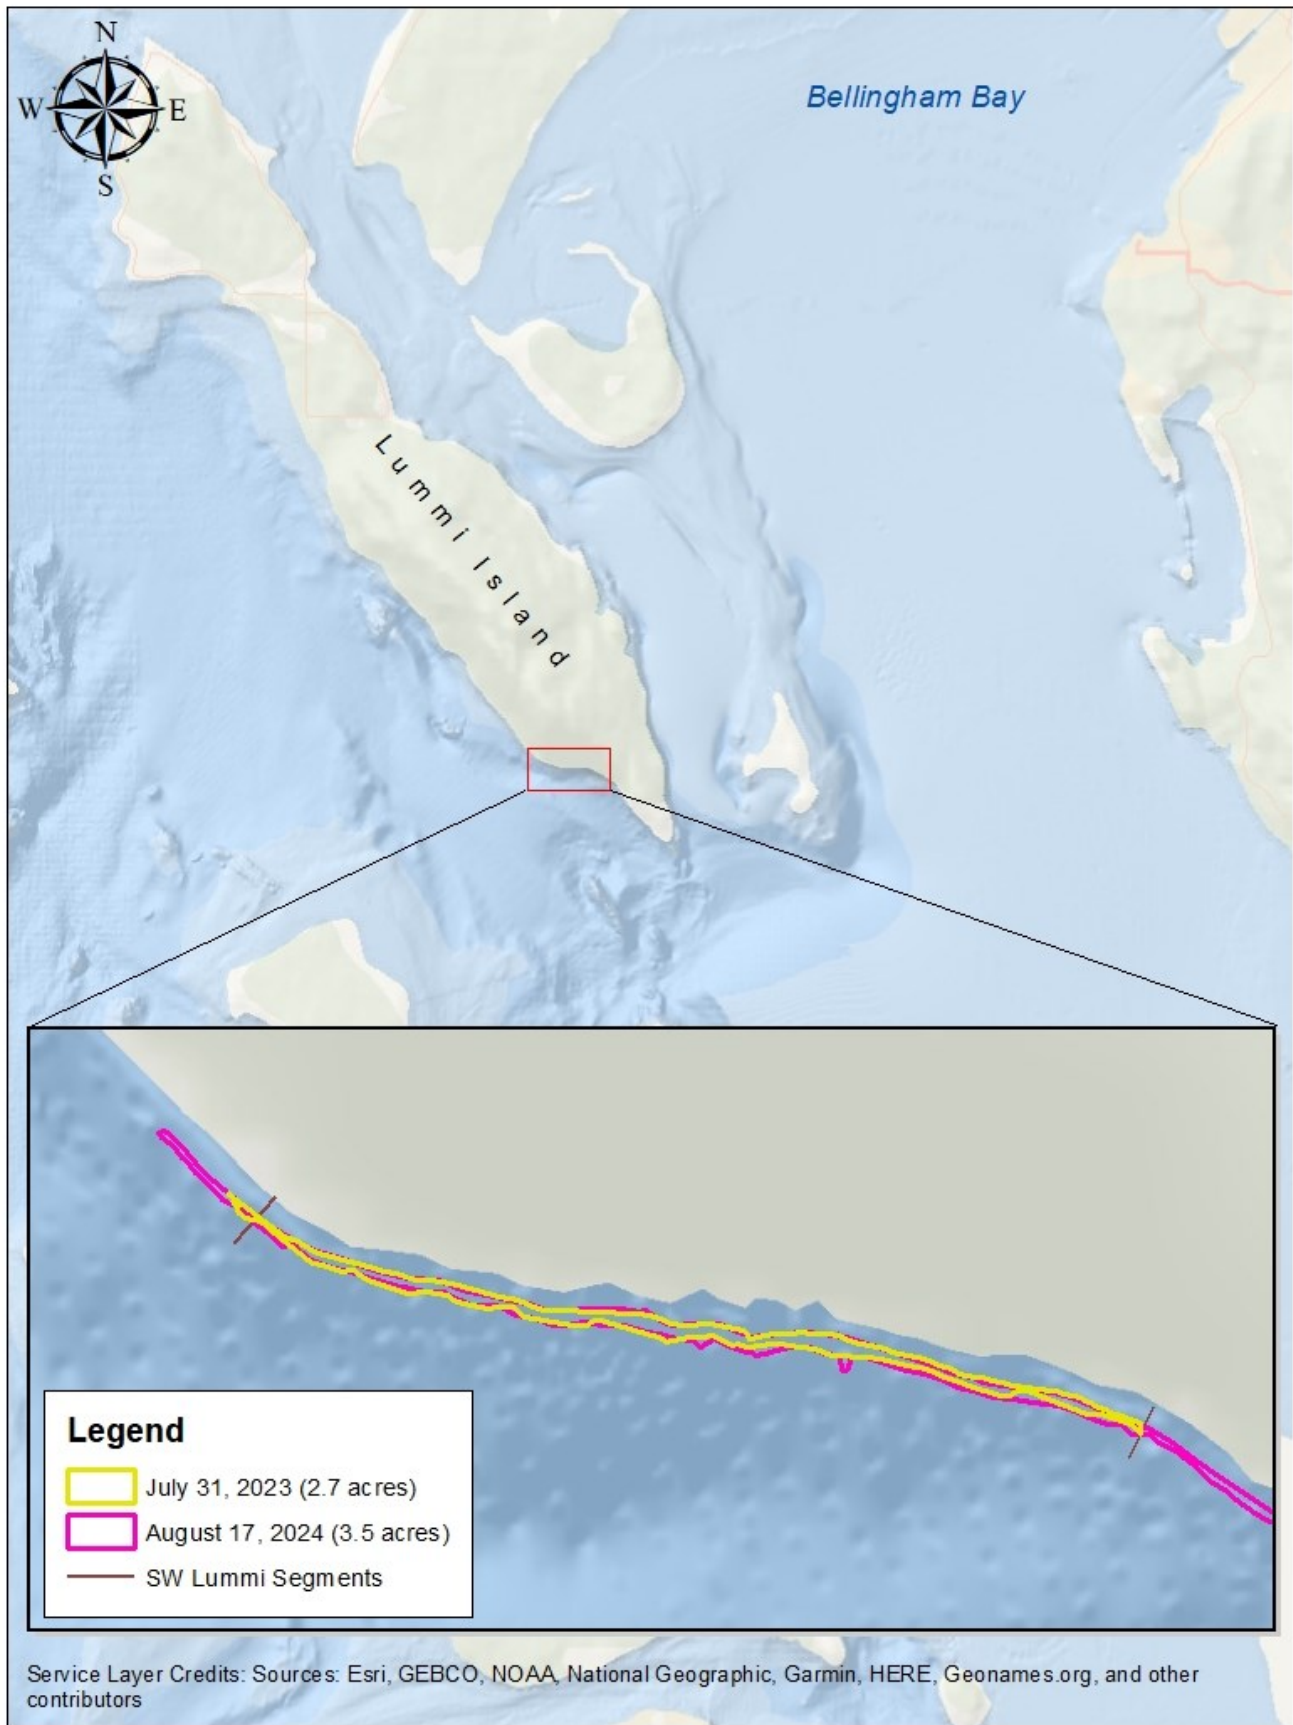 N
W E
S
Bellingham Bay
Lummi Island
Legend
July 31, 2023 (2.7 acres)
August 17, 2024 (3.5 acres)
SW Lummi Segments
Service Layer Credits: Sources: Esri, GEBCO, NOAA, National Geographic, Garmin, HERE, Geonames.org, and other
contributors